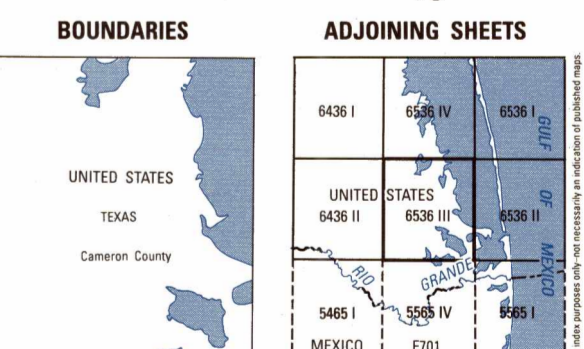 BOUNDARIES
UNITED STATES
TEXAS
Cameron County
ADJOINING SHEETS
6436 I
6536 IV
6536 I
UNITED STATES
6436 II
6536 III
6536 II
GULF OF MEXICO
RIO GRANDE
5465 I
5565 IV
5565 I
MEXICO
F701
index purposes only–not necessarily an indication of published maps.